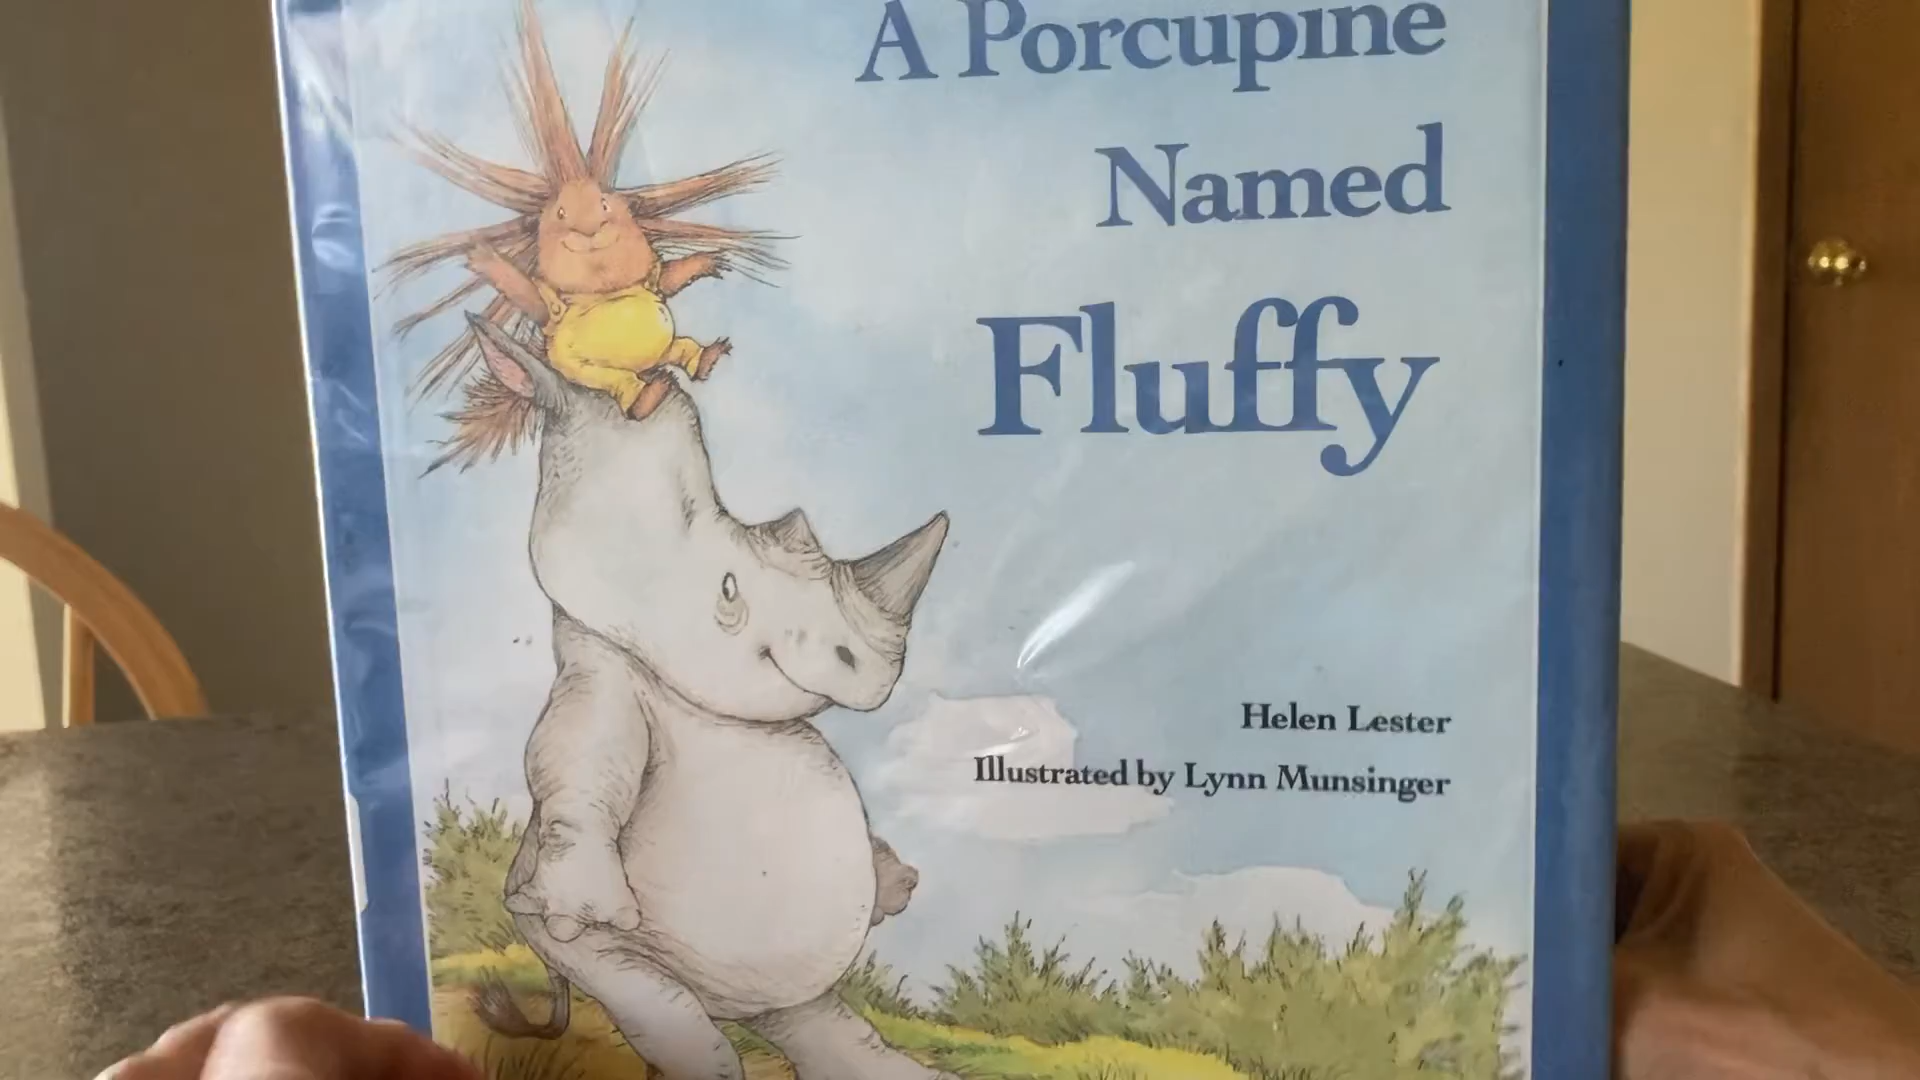 A Porcupine
Named
Fluffy
Helen Lester
Illustrated by Lynn Munsinger